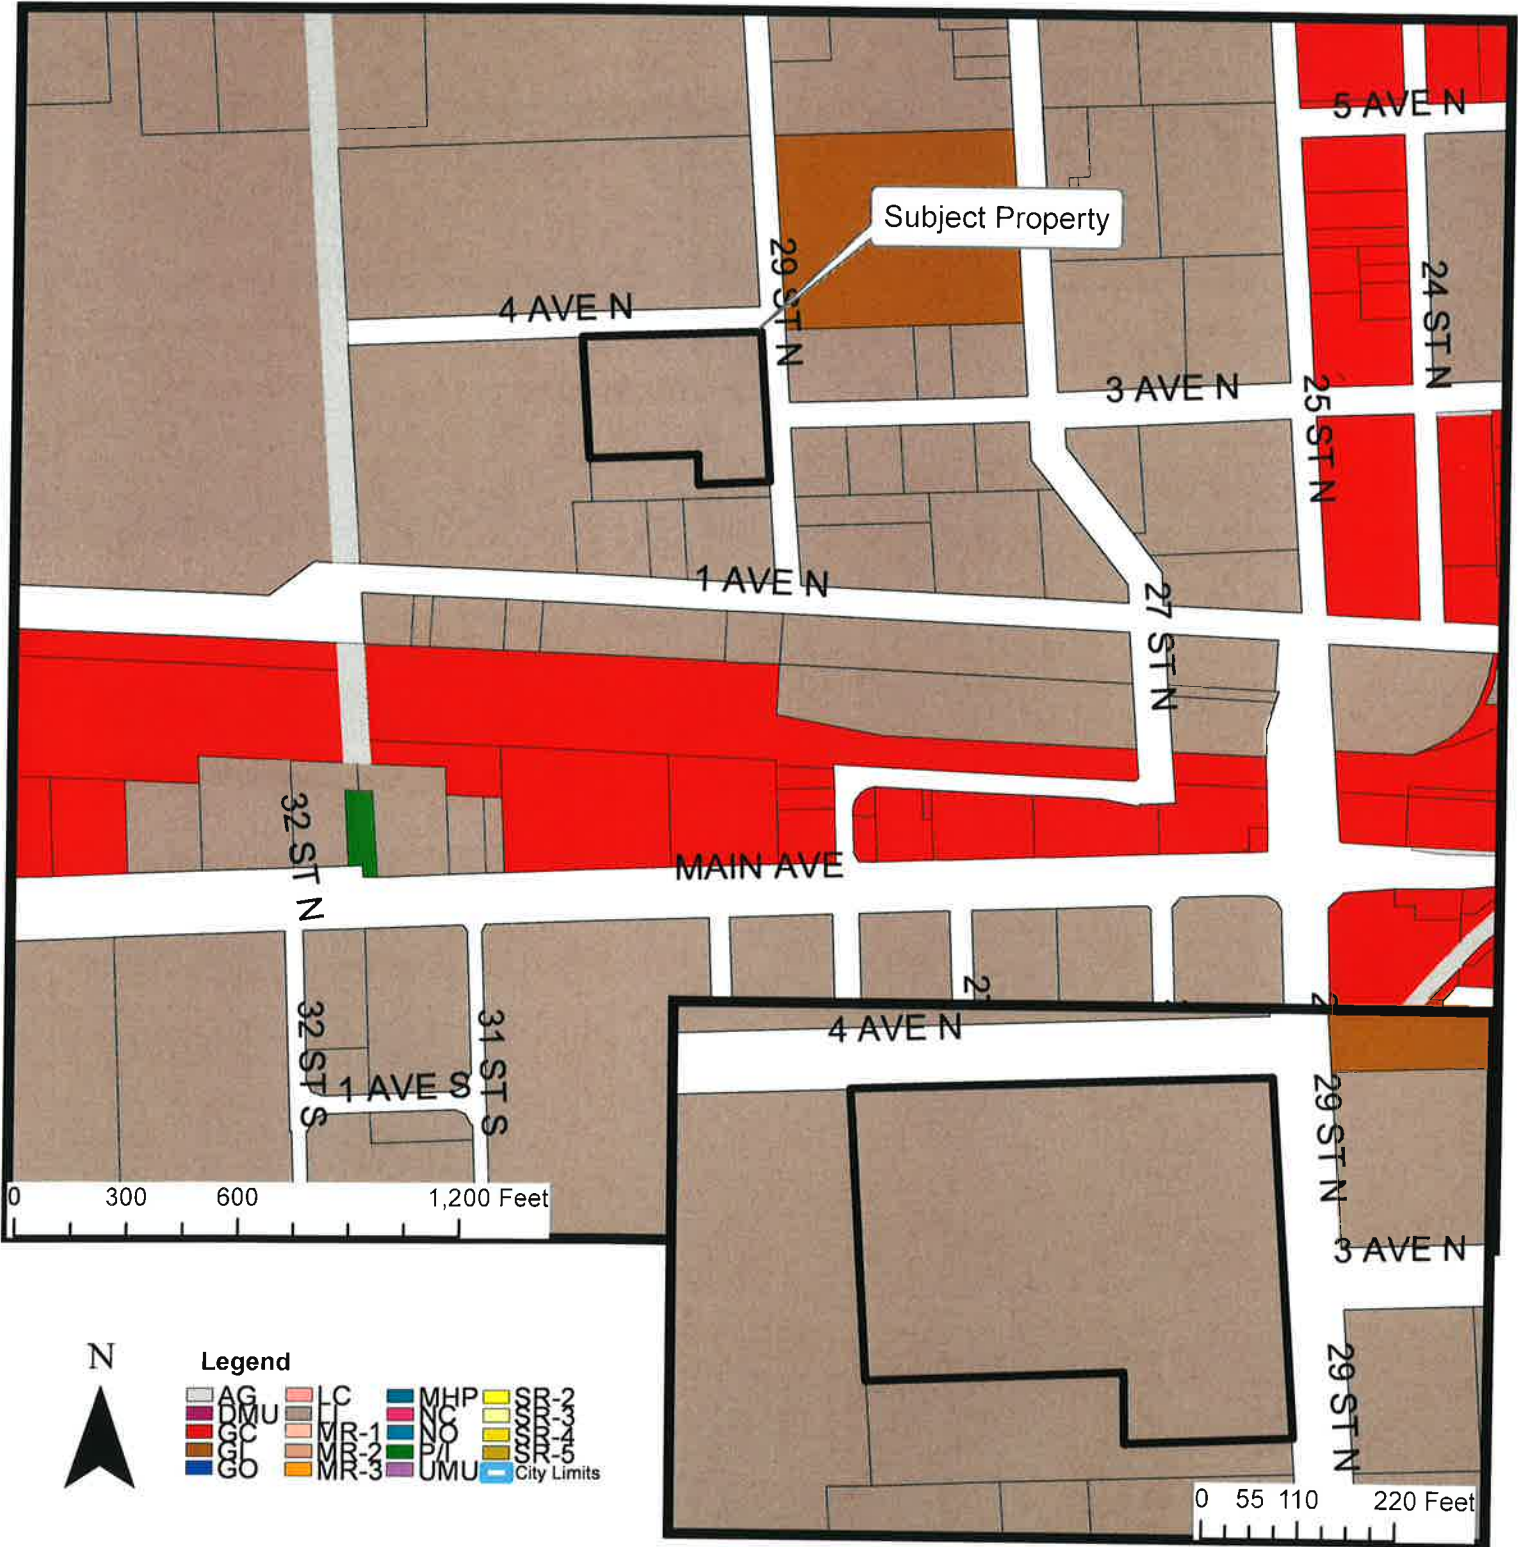 5 AVE N
Subject Property
29 ST N
4 AVE N
24 ST N
3 AVE N
25 ST N
1 AVE N
27 ST N
32 ST N
MAIN AVE
32 ST S
31 ST S
1 AVE S
4 AVE N
29 ST N
3 AVE N
29 ST N
0 300 600 1,200 Feet
0 55 110 220 Feet
N
Legend
AG LC MHP SR-2
DMU LI NC SR-3
GC MR-1 NO SR-4
GI MR-2 P/I SR-5
GO MR-3 UMU City Limits